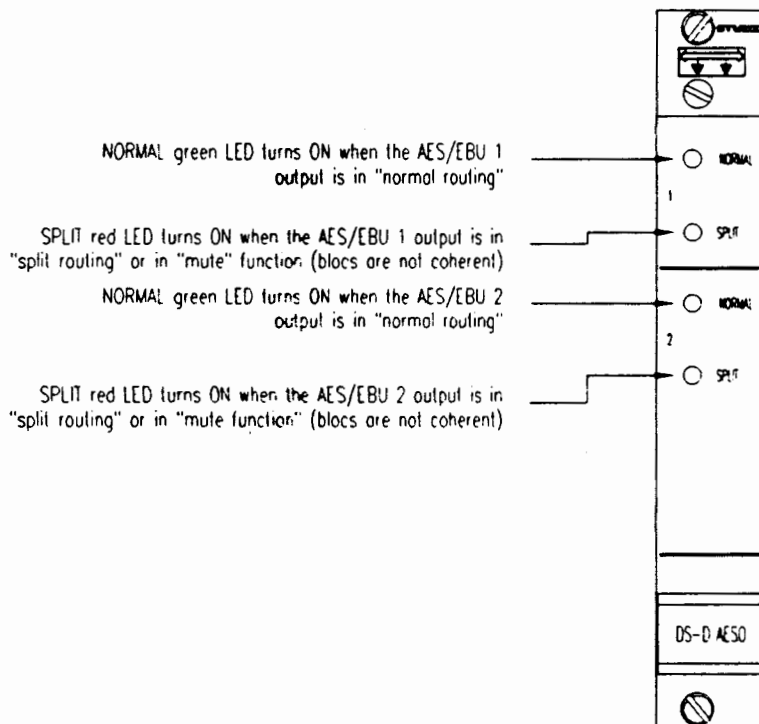 STUDER
NORMAL green LED turns ON when the AES/EBU 1
output is in "normal routing"
NORMAL
1
SPLIT red LED turns ON when the AES/EBU 1 output is in
"split routing" or in "mute" function (blocs are not coherent)
SPLIT
NORMAL green LED turns ON when the AES/EBU 2
output is in "normal routing"
NORMAL
2
SPLIT red LED turns ON when the AES/EBU 2 output is in
"split routing" or in "mute function" (blocs are not coherent)
SPLIT
DS-D AESO